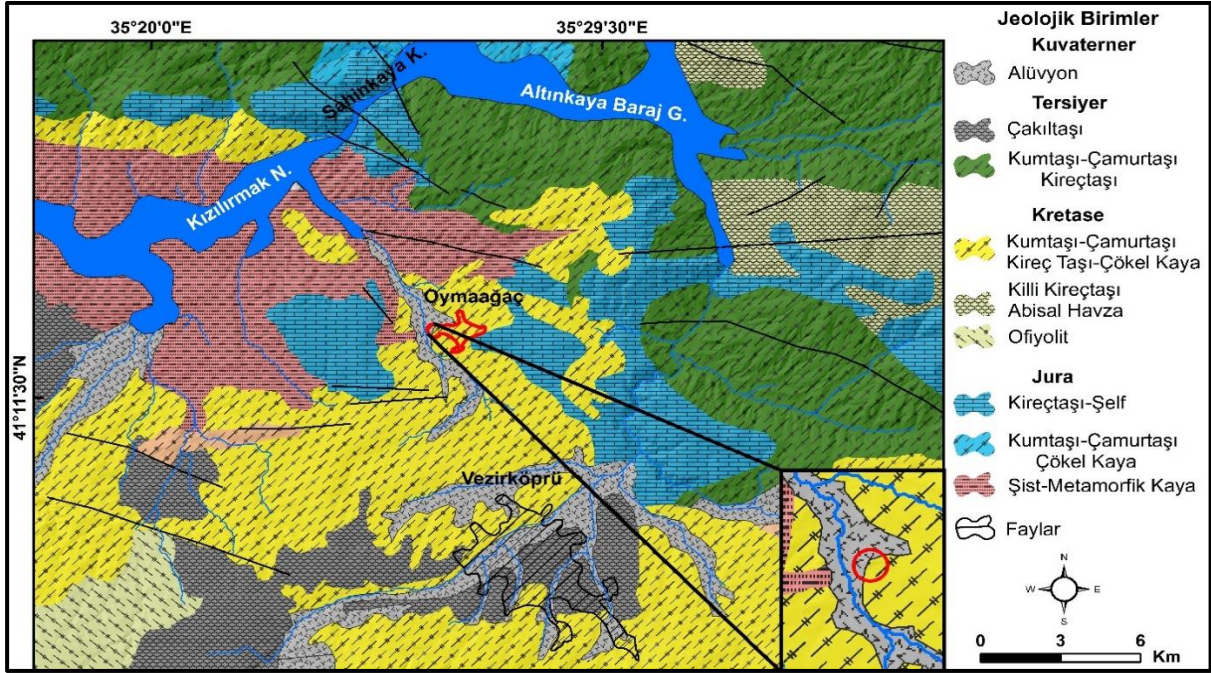 35°20'0"E
35°29'30"E
41°11'30"N
Şahinkaya K.
Altınkaya Baraj G.
Kızılırmak N.
Oymaağaç
Vezirköprü
Jeolojik Birimler
Kuvaterner
Alüvyon
Tersiyer
Çakıltaşı
Kumtaşı-Çamurtaşı
Kireçtaşı
Kretase
Kumtaşı-Çamurtaşı
Kireç Taşı-Çökel Kaya
Killi Kireçtaşı
Abisal Havza
Ofiyolit
Jura
Kireçtaşı-Şelf
Kumtaşı-Çamurtaşı
Çökel Kaya
Şist-Metamorfik Kaya
Faylar
N
W E
S
0 3 6
Km